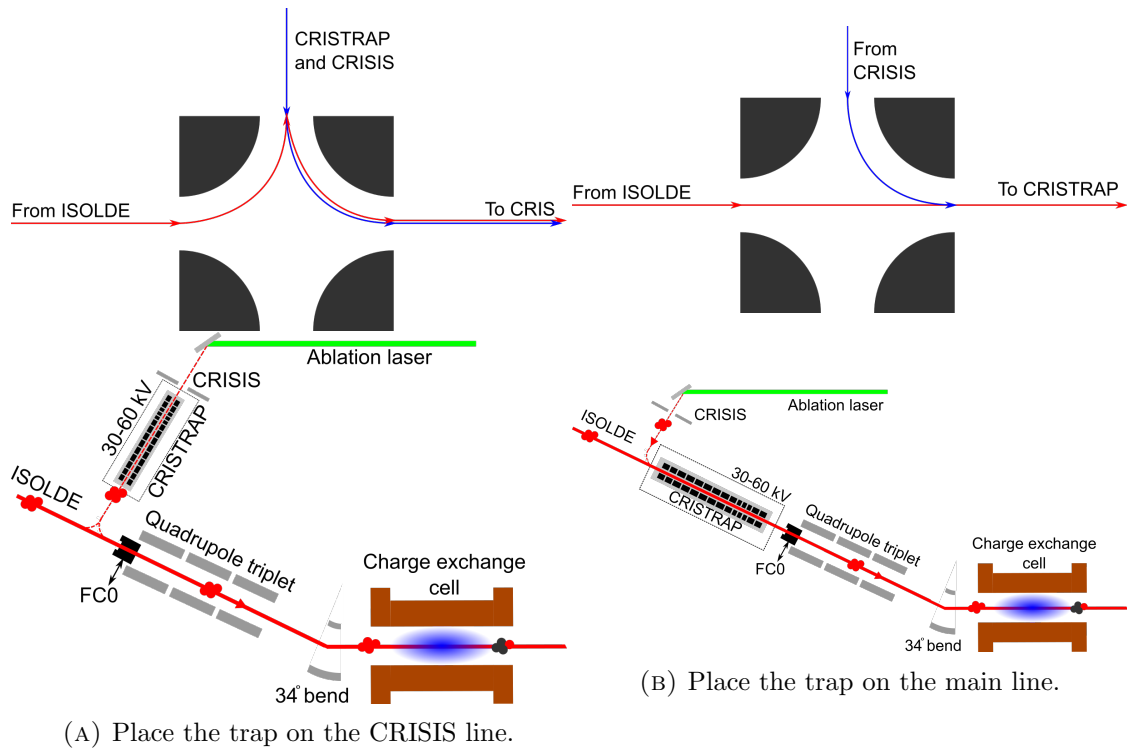 CRISTRAP
and CRISIS
From ISOLDE
To CRIS
Ablation laser
CRISIS
30-60 kV
CRISTRAP
ISOLDE
Quadrupole triplet
FC0
Charge exchange
cell
34° bend
(A) Place the trap on the CRISIS line.
From
CRISIS
From ISOLDE
To CRISTRAP
Ablation laser
CRISIS
ISOLDE
30-60 kV
CRISTRAP
Quadrupole triplet
FC0
Charge exchange
cell
34° bend
(B) Place the trap on the main line.